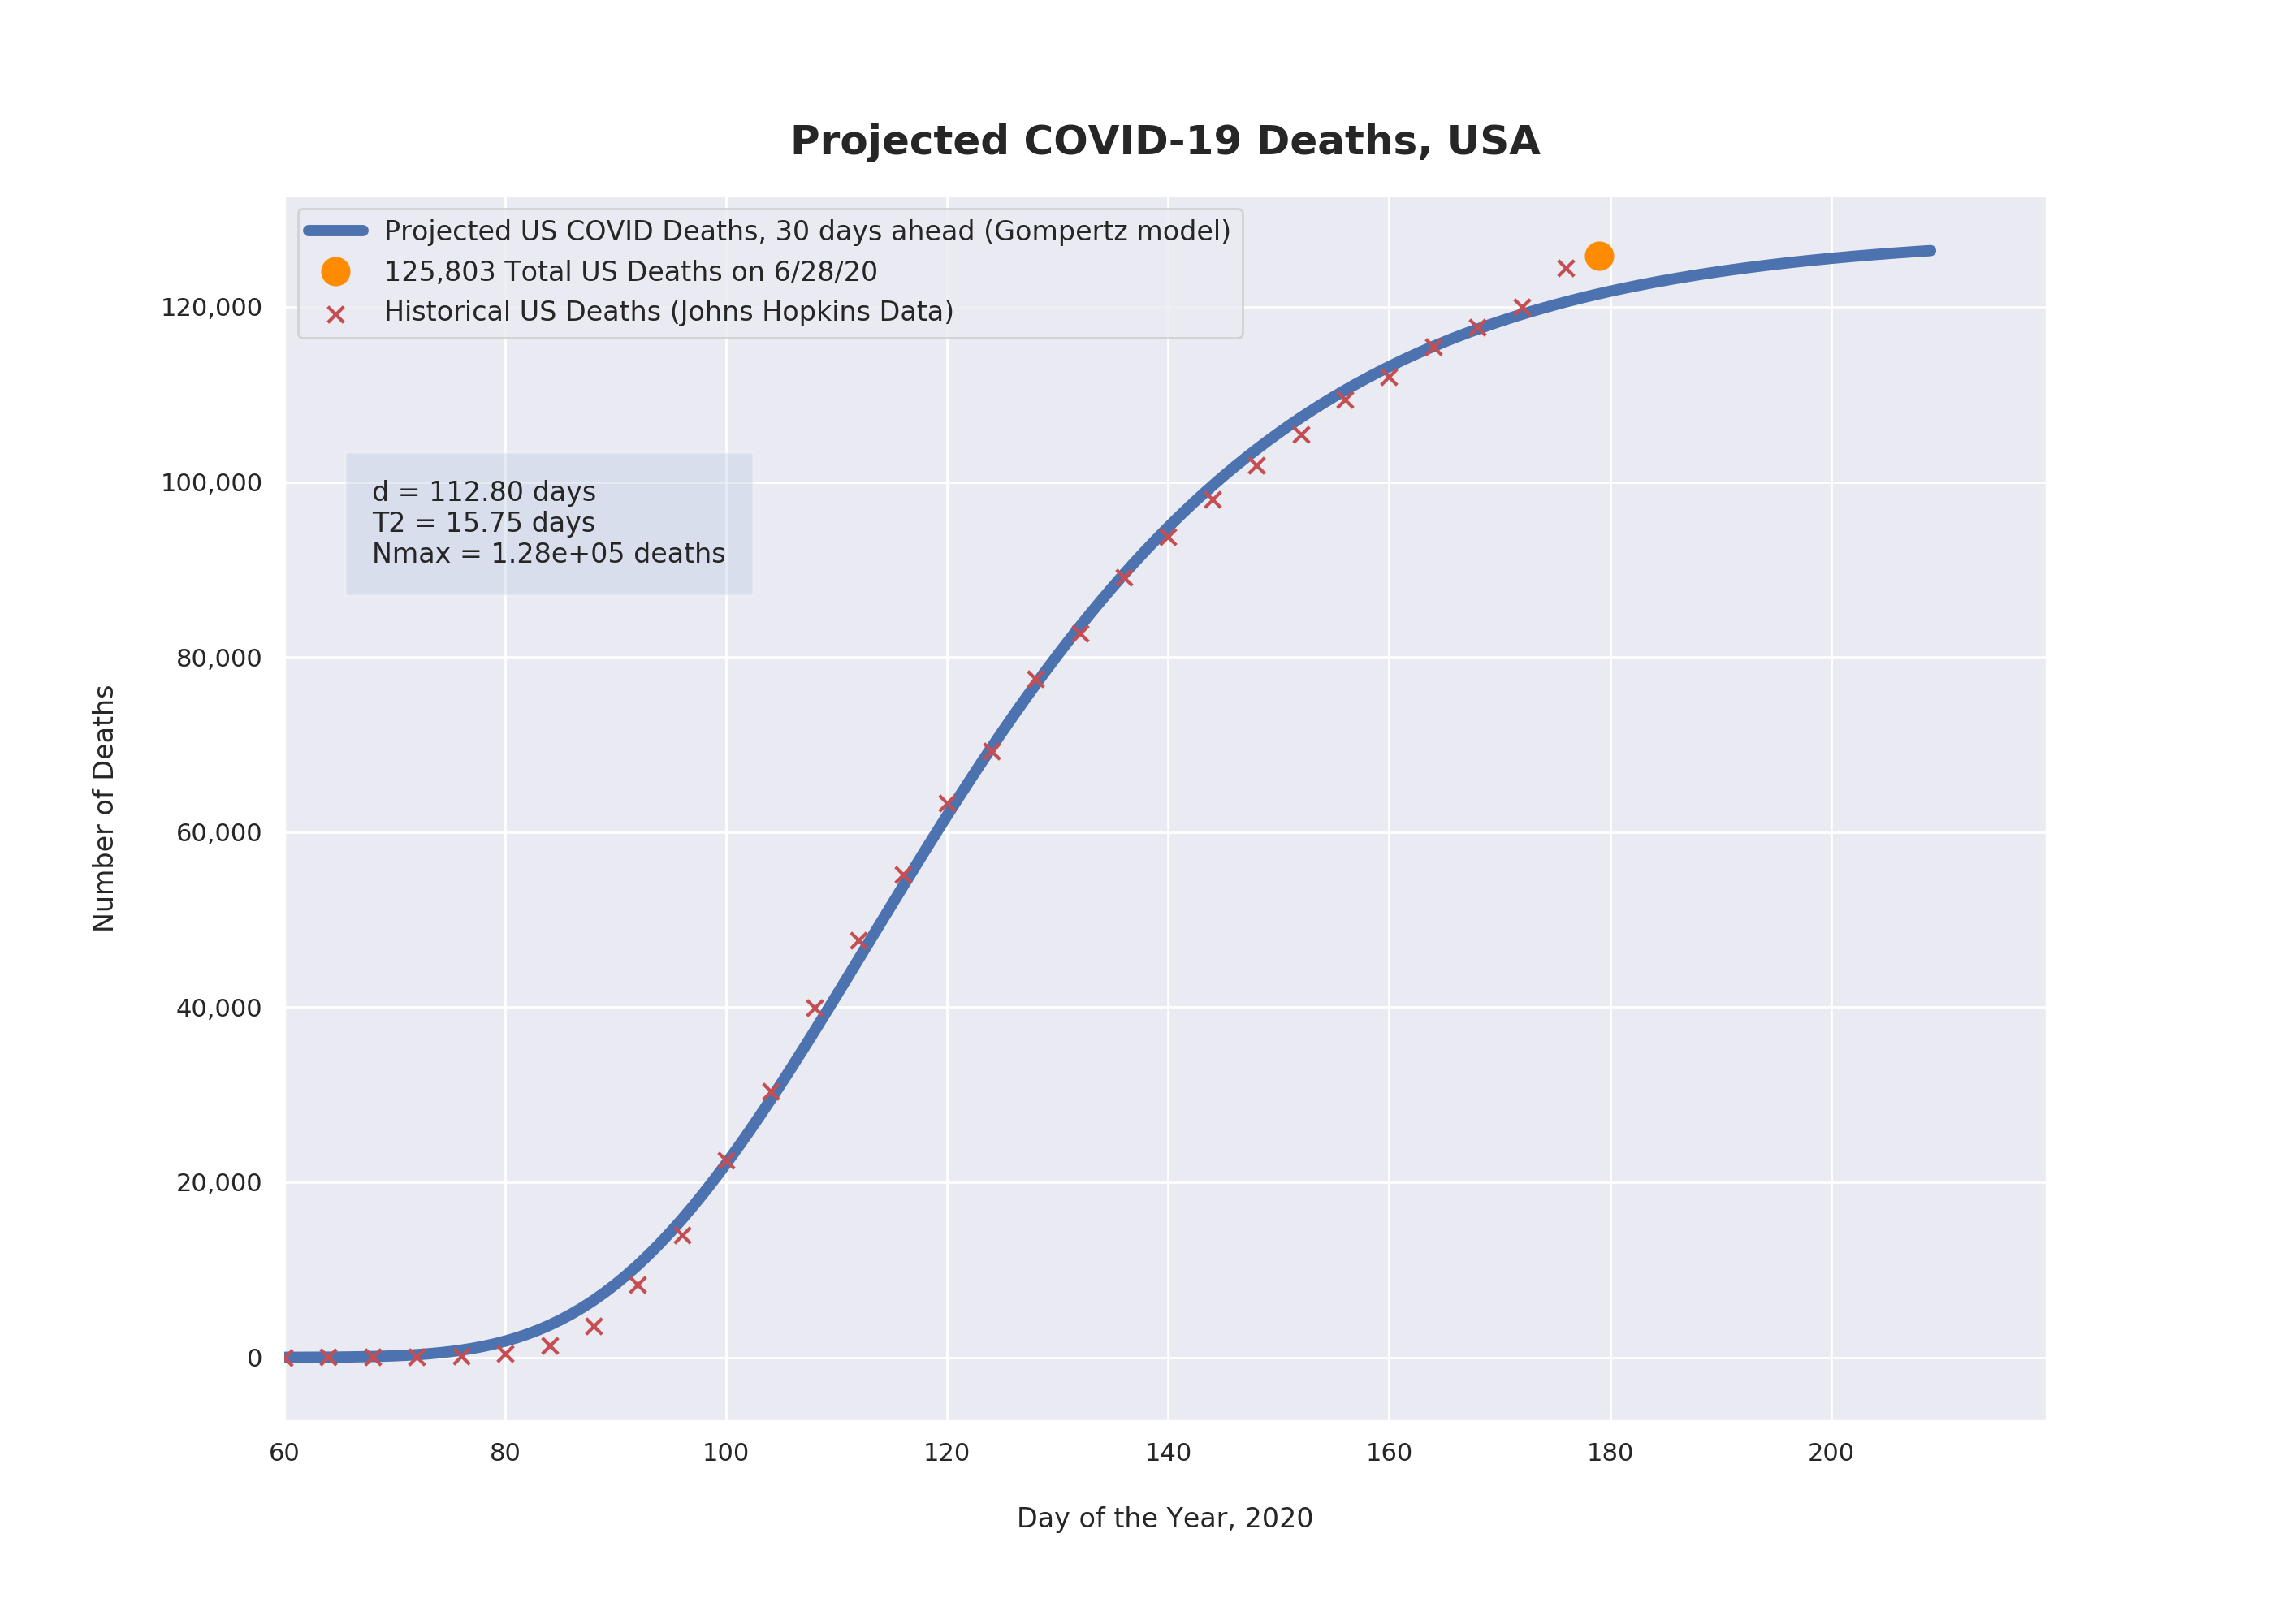 Projected COVID-19 Deaths, USA
Projected US COVID Deaths, 30 days ahead (Gompertz model)
125,803 Total US Deaths on 6/28/20
Historical US Deaths (Johns Hopkins Data)
d = 112.80 days
T2 = 15.75 days
Nmax = 1.28e+05 deaths
Number of Deaths
120,000
100,000
80,000
60,000
40,000
20,000
0
60 80 100 120 140 160 180 200
Day of the Year, 2020